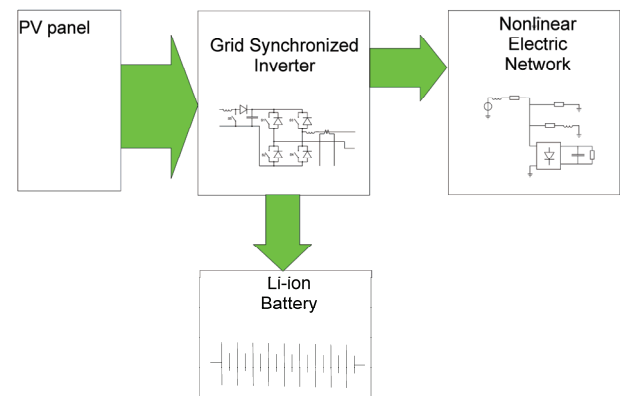 PV panel
Grid Synchronized
Inverter
Nonlinear
Electric
Network
Li-ion
Battery